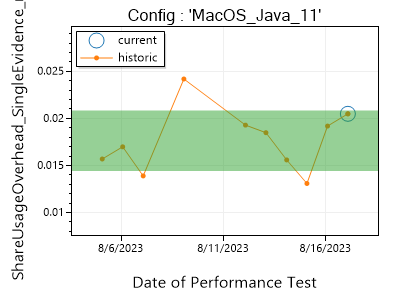 Config : 'MacOS_Java_11'
current
historic
0.025
0.02
0.015
0.01
ShareUsageOverhead_SingleEvidence_
8/6/2023
8/11/2023
8/16/2023
Date of Performance Test